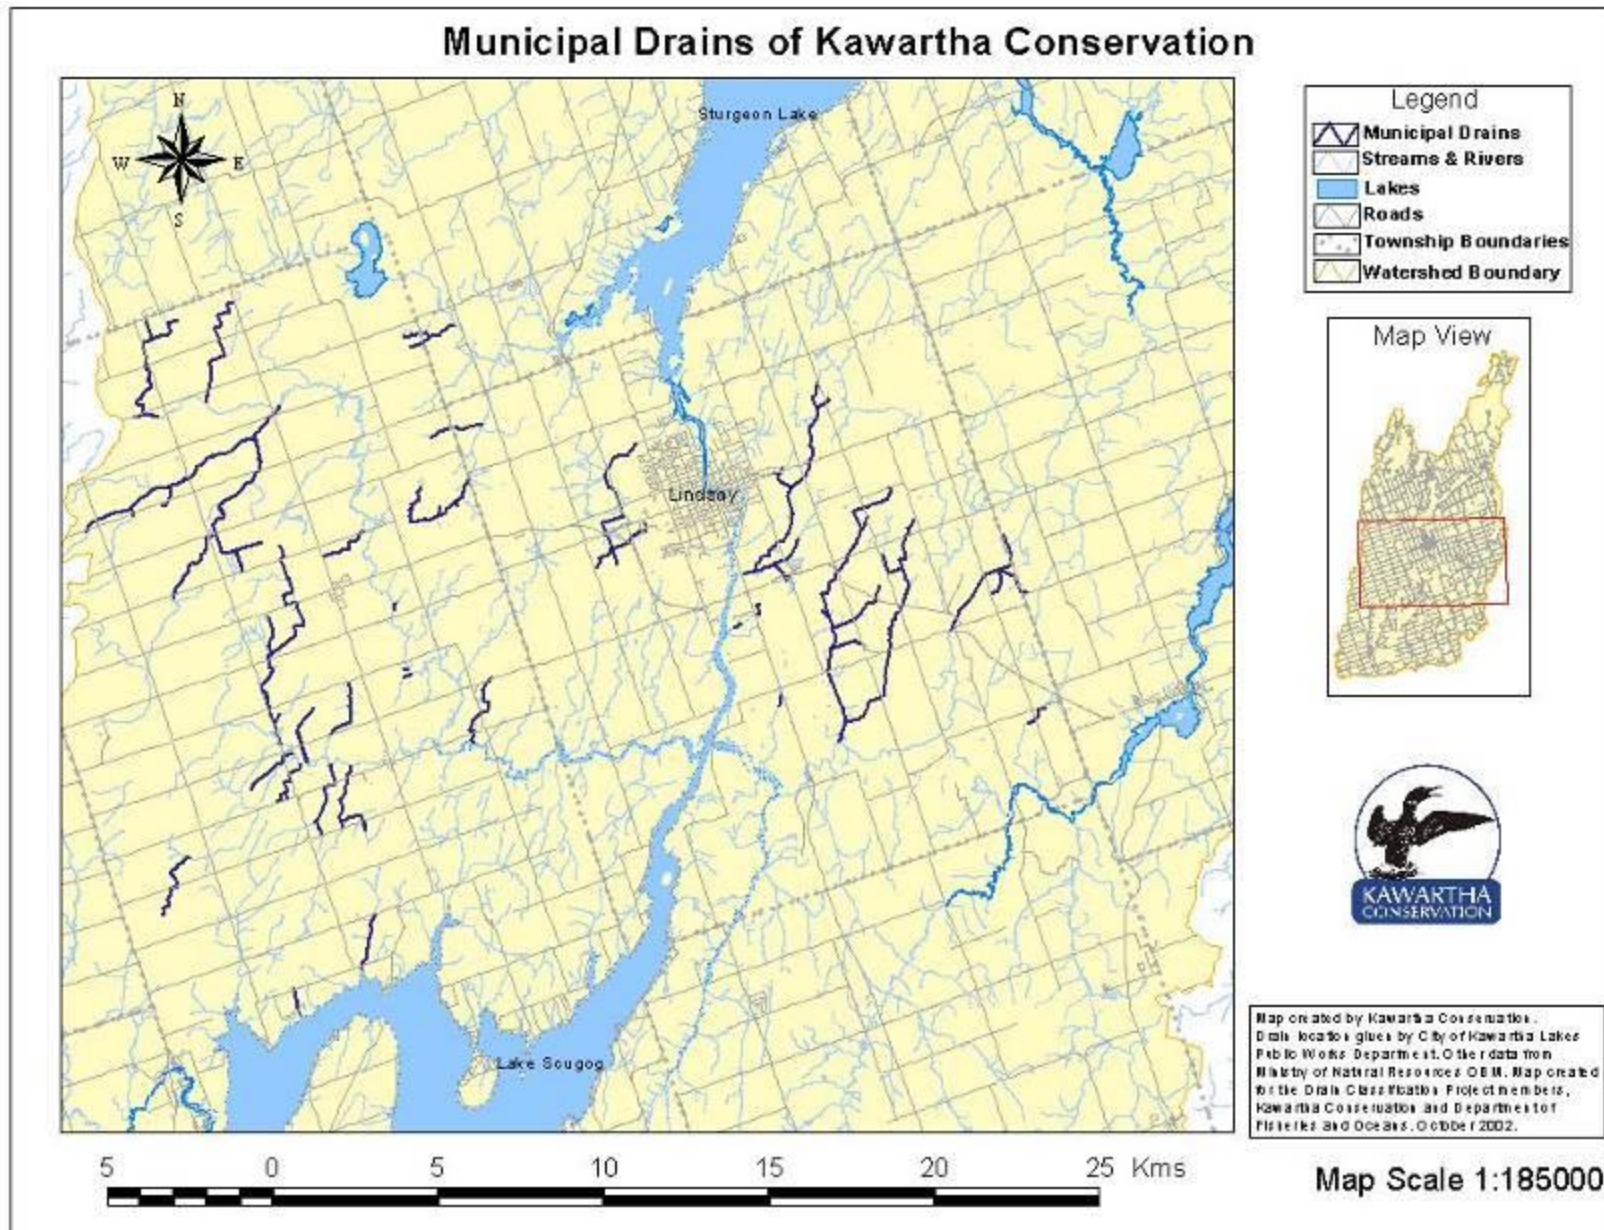 Municipal Drains of Kawartha Conservation
N
W E
S
Sturgeon Lake
Lindsay
Lake Scugog
Legend
Municipal Drains
Streams & Rivers
Lakes
Roads
Township Boundaries
Watershed Boundary
Map View
KAWARTHA
CONSERVATION
Map created by Kawartha Conservation.
Drain location given by City of Kawartha Lakes
Public Works Department. Other data from
Ministry of Natural Resources OBM. Map created
for the Drain Classification Project members,
Kawartha Conservation and Department of
Fisheries and Oceans. October 2002.
5 0 5 10 15 20 25 Kms
Map Scale 1:185000